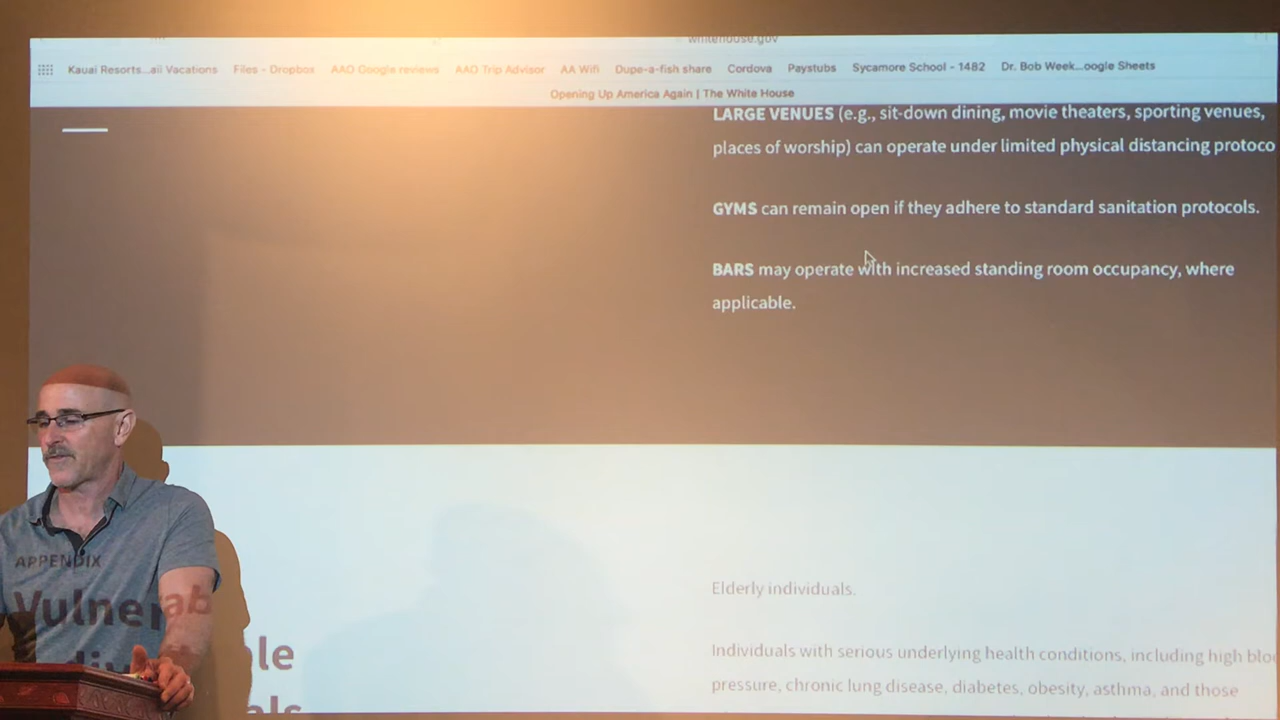 whitehouse.gov
Kauai Resorts...aii Vacations Files - Dropbox AAO Google reviews AAO Trip Advisor AA Wifi Dupe-a-fish share Cordova Paystubs Sycamore School - 1482 Dr. Bob Week...oogle Sheets
Opening Up America Again | The White House
LARGE VENUES (e.g., sit-down dining, movie theaters, sporting venues,
places of worship) can operate under limited physical distancing protoco
GYMS can remain open if they adhere to standard sanitation protocols.
BARS may operate with increased standing room occupancy, where
applicable.
APPENDIX
Vulnerable
Elderly individuals.
Individuals with serious underlying health conditions, including high bloo
pressure, chronic lung disease, diabetes, obesity, asthma, and those